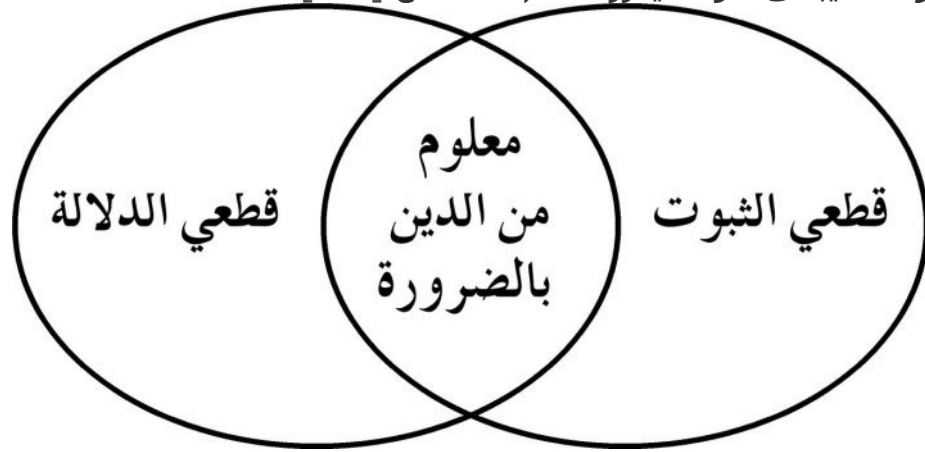 قطعي الثبوت
معلوم
من الدين
بالضرورة
قطعي الدلالة